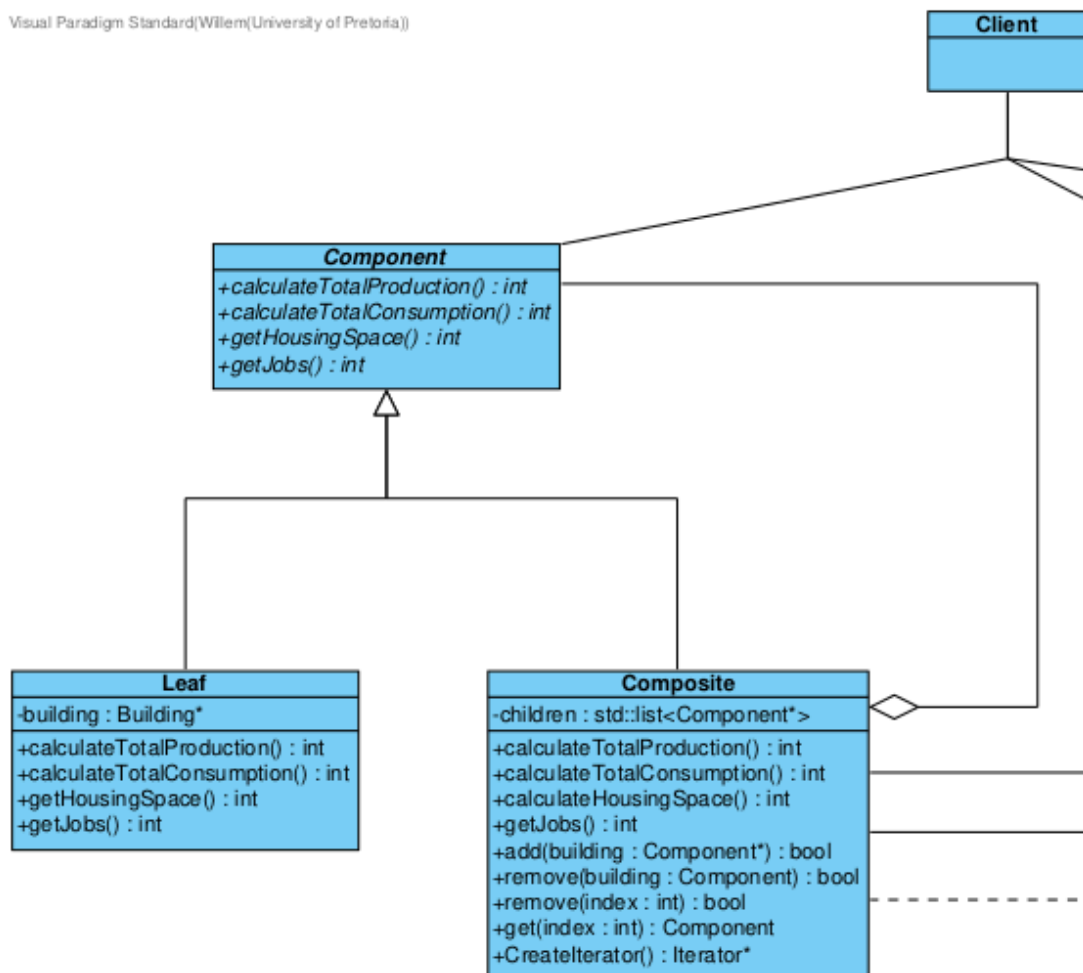 Visual Paradigm Standard(Willem(University of Pretoria))
Client
Component
+calculateTotalProduction() : int
+calculateTotalConsumption() : int
+getHousingSpace() : int
+getJobs() : int
Leaf
-building : Building*
+calculateTotalProduction() : int
+calculateTotalConsumption() : int
+getHousingSpace() : int
+getJobs() : int
Composite
-children : std::list<Component*>
+calculateTotalProduction() : int
+calculateTotalConsumption() : int
+calculateHousingSpace() : int
+getJobs() : int
+add(building : Component*) : bool
+remove(building : Component) : bool
+remove(index : int) : bool
+get(index : int) : Component
+CreateIterator() : Iterator*